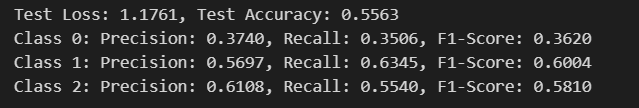 Test Loss: 1.1761, Test Accuracy: 0.5563
Class 0: Precision: 0.3740, Recall: 0.3506, F1-Score: 0.3620
Class 1: Precision: 0.5697, Recall: 0.6345, F1-Score: 0.6004
Class 2: Precision: 0.6108, Recall: 0.5540, F1-Score: 0.5810